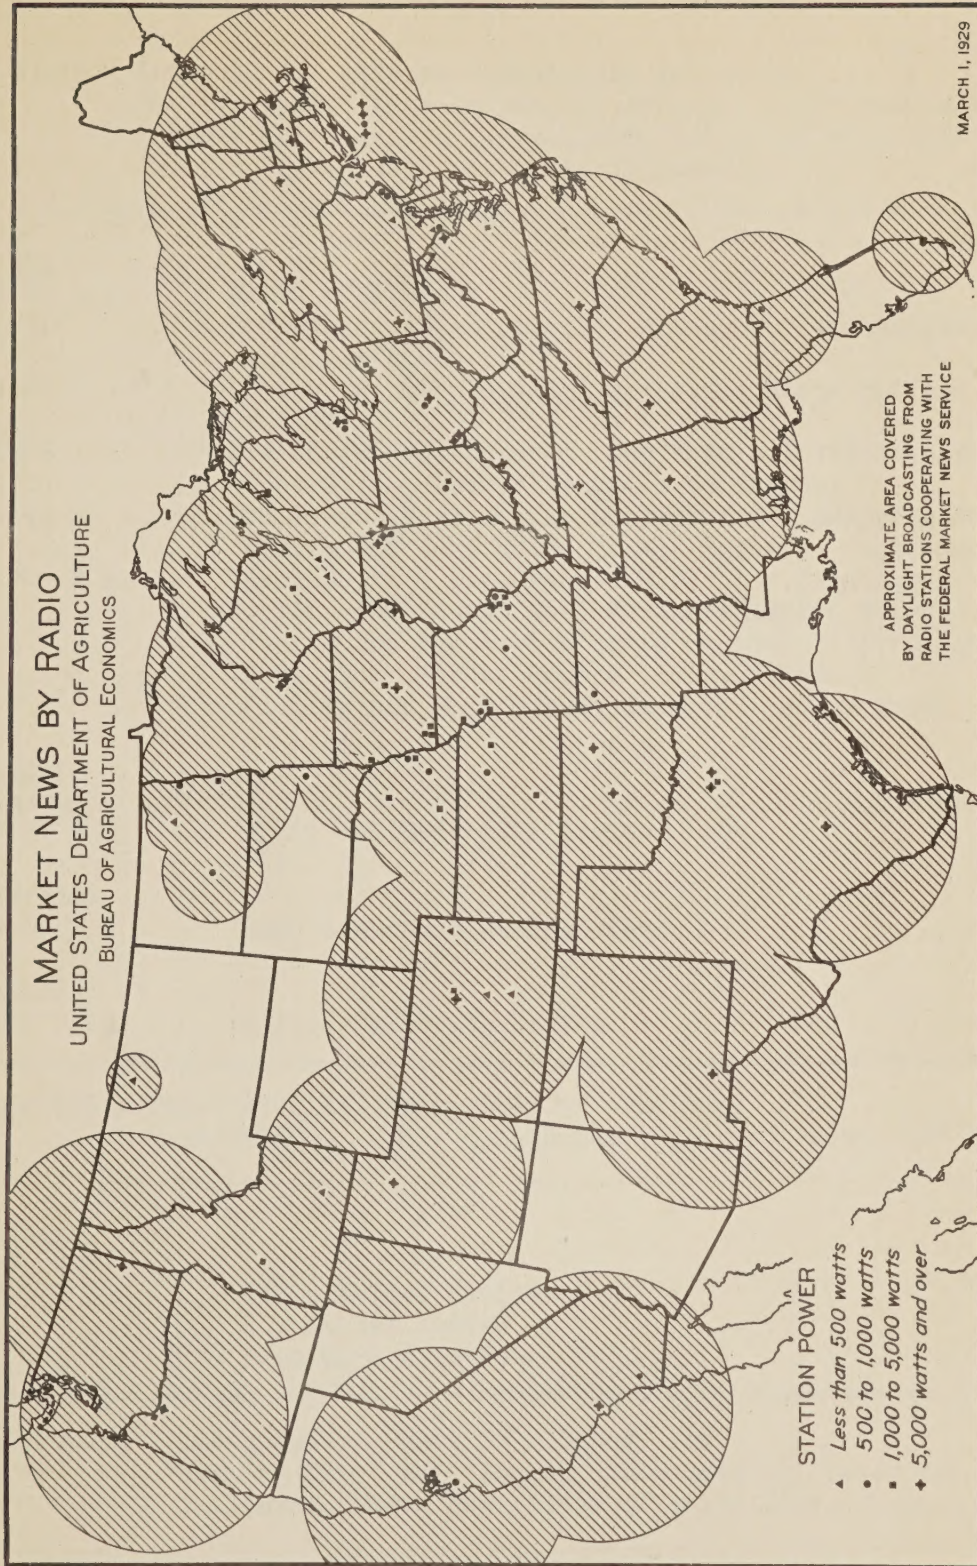 MARKET NEWS BY RADIO
UNITED STATES DEPARTMENT OF AGRICULTURE
BUREAU OF AGRICULTURAL ECONOMICS
STATION POWER
▲ Less than 500 watts
● 500 to 1,000 watts
■ 1,000 to 5,000 watts
✦ 5,000 watts and over
APPROXIMATE AREA COVERED
BY DAYLIGHT BROADCASTING FROM
RADIO STATIONS COOPERATING WITH
THE FEDERAL MARKET NEWS SERVICE
MARCH 1, 1929